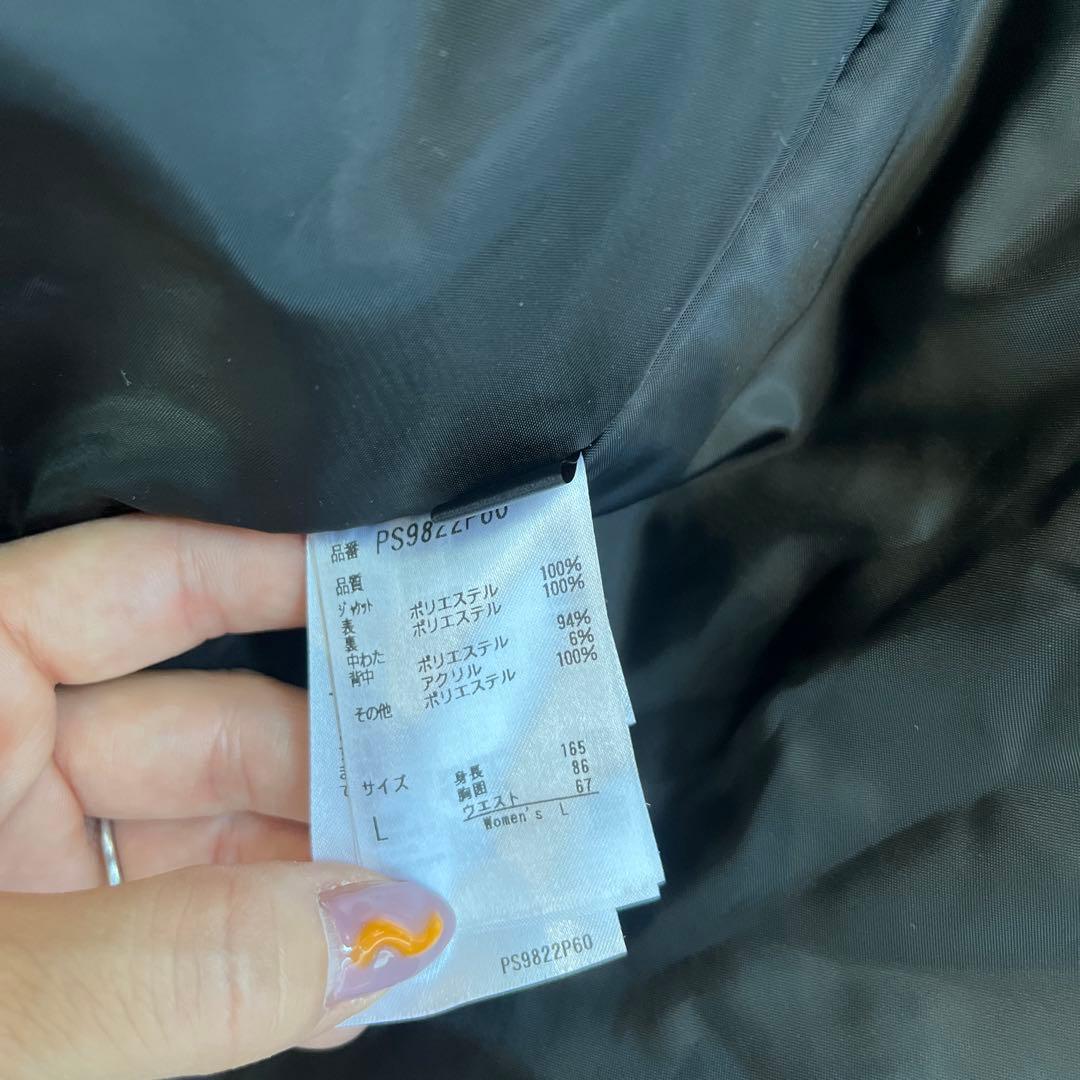 品番 PS9822P60
品質
ジャケット
表 ポリエステル 100%
裏 ポリエステル 100%
中わた
背中 ポリエステル 94%
アクリル 6%
その他 ポリエステル 100%
サイズ 身長 165
胸囲 86
ウエスト 67
L Women's L
PS9822P60